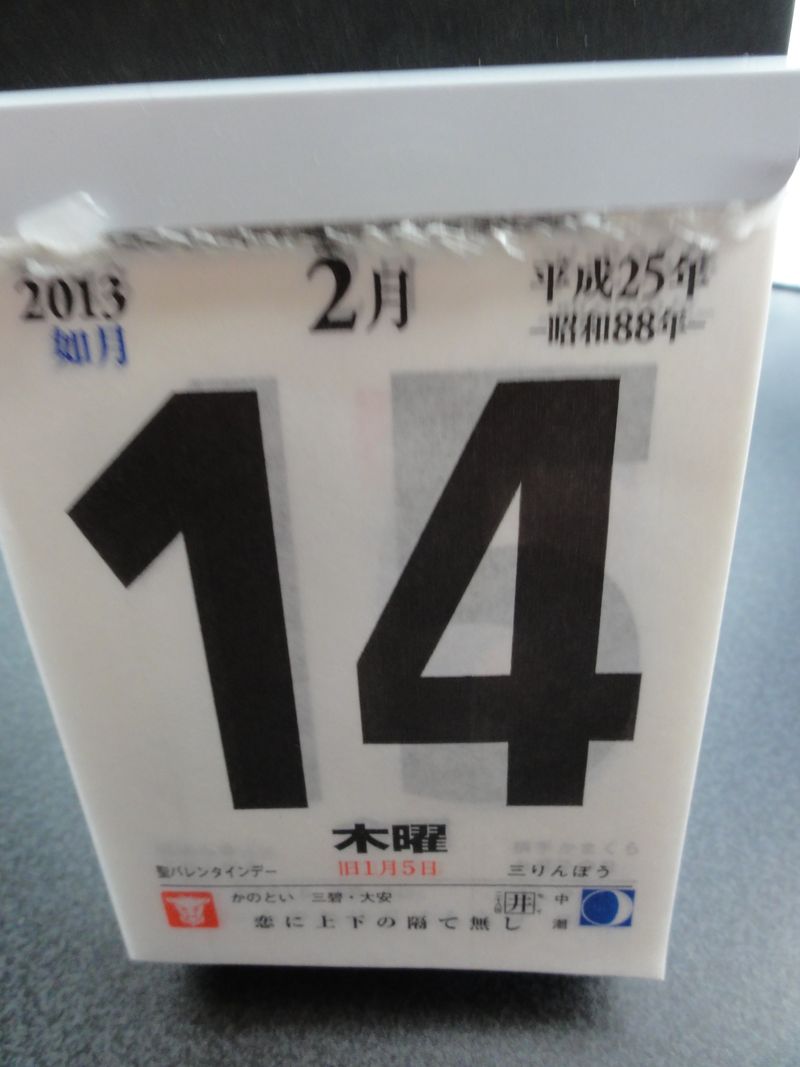 2013
如月
2月
平成25年
昭和88年
14
木曜
聖バレンタインデー
旧1月5日
三りんぼう
かのとい 三碧・大安
井
中潮
恋に上下の隔て無し